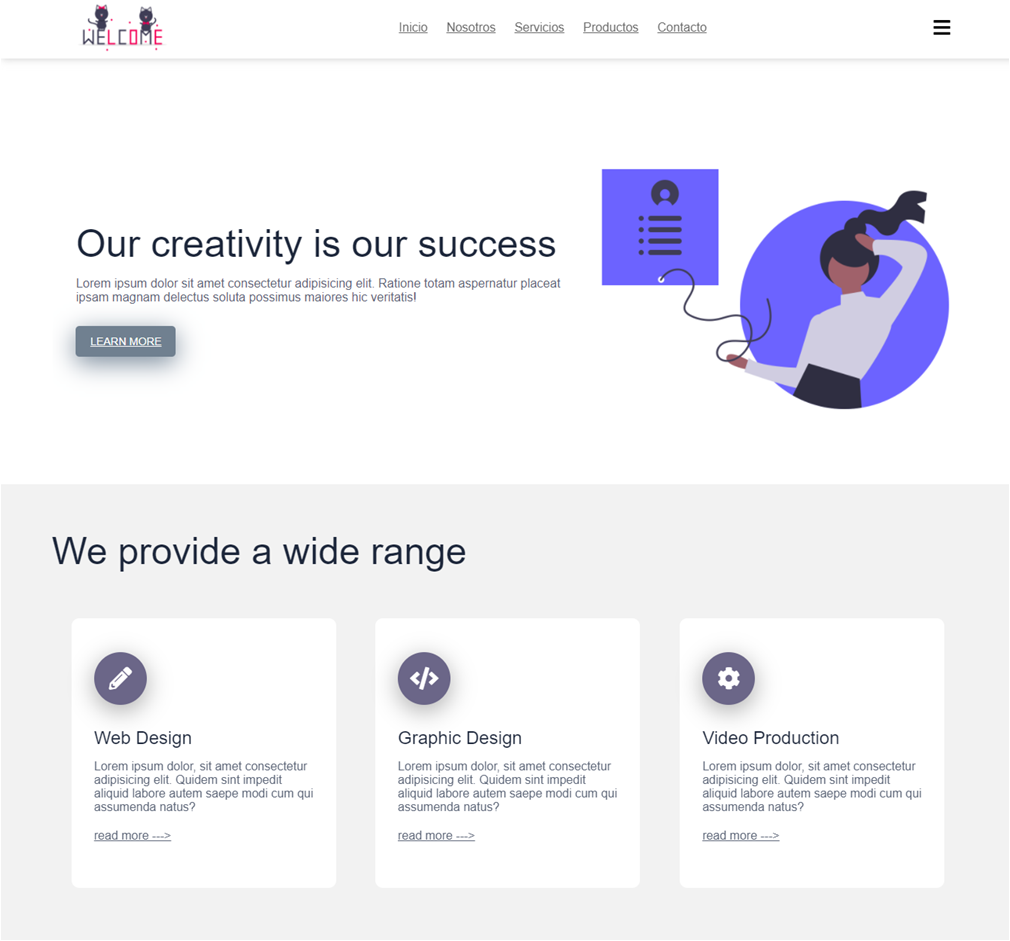 WELCOME
Inicio Nosotros Servicios Productos Contacto
Our creativity is our success
Lorem ipsum dolor sit amet consectetur adipisicing elit. Ratione totam aspernatur placeat
ipsam magnam delectus soluta possimus maiores hic veritatis!
LEARN MORE
We provide a wide range
Web Design
Lorem ipsum dolor, sit amet consectetur
adipisicing elit. Quidem sint impedit
aliquid labore autem saepe modi cum qui
assumenda natus?
read more --->
Graphic Design
Lorem ipsum dolor, sit amet consectetur
adipisicing elit. Quidem sint impedit
aliquid labore autem saepe modi cum qui
assumenda natus?
read more --->
Video Production
Lorem ipsum dolor, sit amet consectetur
adipisicing elit. Quidem sint impedit
aliquid labore autem saepe modi cum qui
assumenda natus?
read more --->